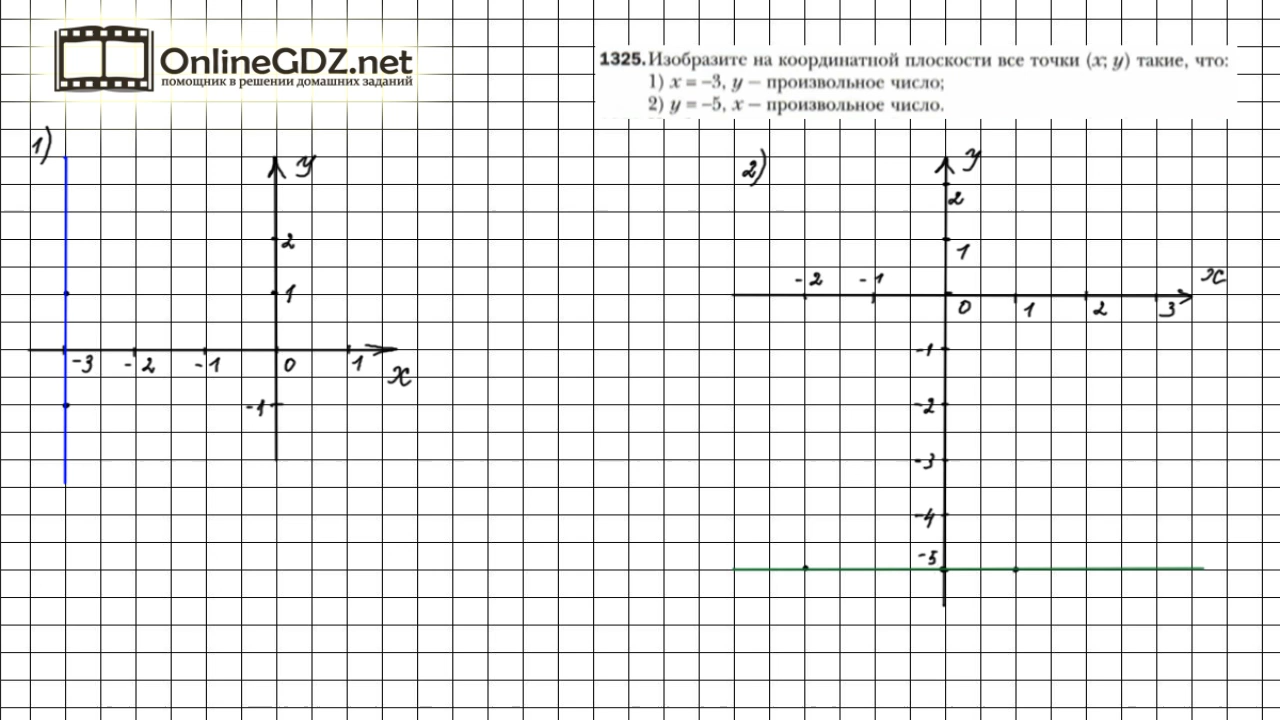 OnlineGDZ.net
помощник в решении домашних заданий
1325. Изобразите на координатной плоскости все точки (x; y) такие, что:
1) x = –3, y — произвольное число;
2) y = –5, x — произвольное число.
1)
y
2
1
-3 -2 -1 0 1
x
-1
2)
y
2
1
-2 -1
x
0 1 2 3
-1
-2
-3
-4
-5